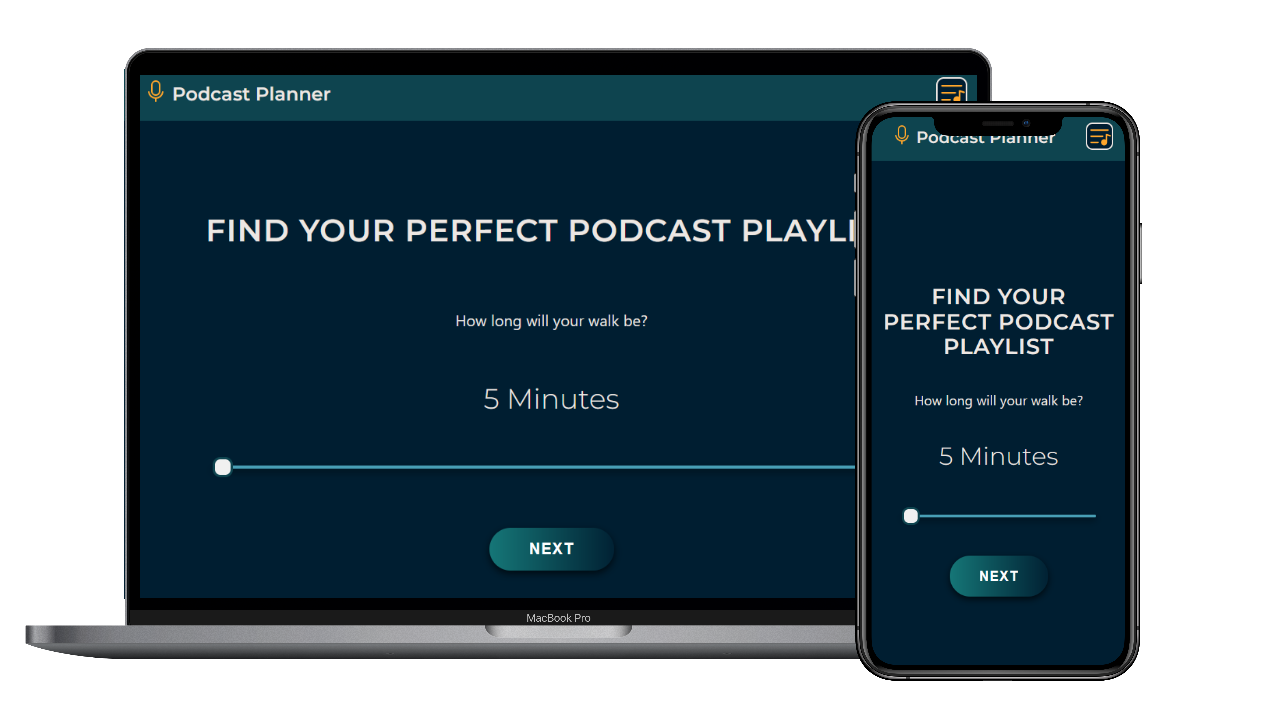 Podcast Planner
FIND YOUR PERFECT PODCAST PLAYLI
How long will your walk be?
5 Minutes
NEXT
MacBook Pro
Podcast Planner
FIND YOUR
PERFECT PODCAST
PLAYLIST
How long will your walk be?
5 Minutes
NEXT